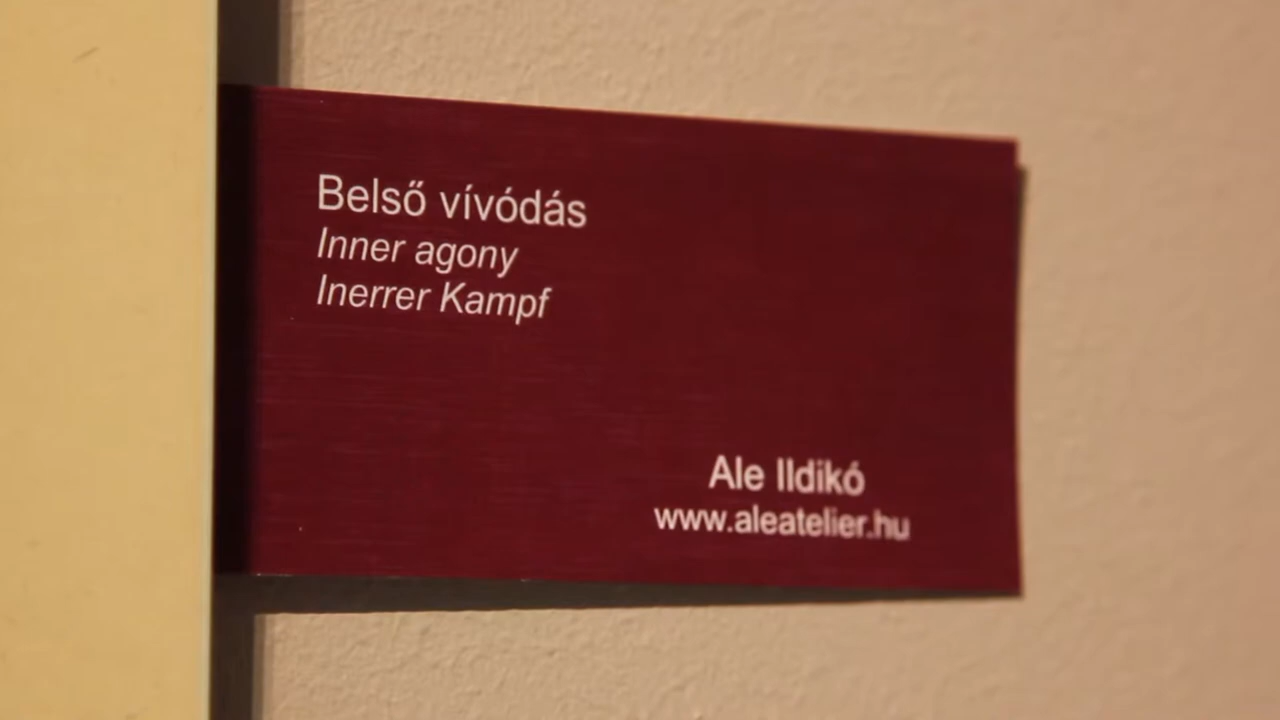 Belső vívódás
Inner agony
Inerrer Kampf
Ale Ildikó
www.aleatelier.hu